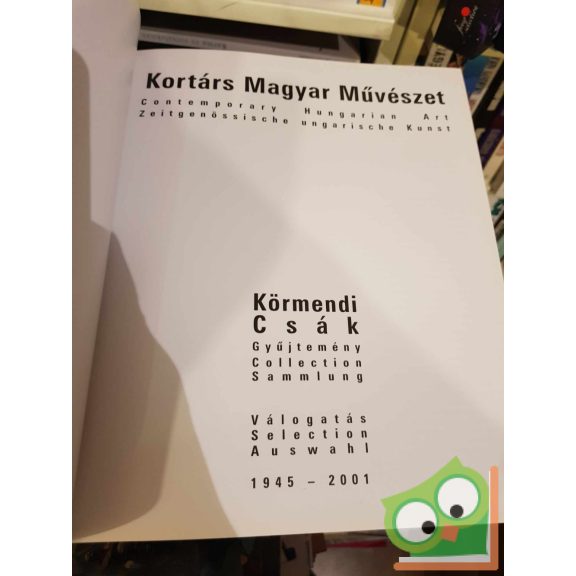 Kortárs Magyar Művészet
Contemporary Hungarian Art
Zeitgenössische ungarische Kunst
Körmendi
Csák
Gyűjtemény
Collection
Sammlung
Válogatás
Selection
Auswahl
1945 – 2001